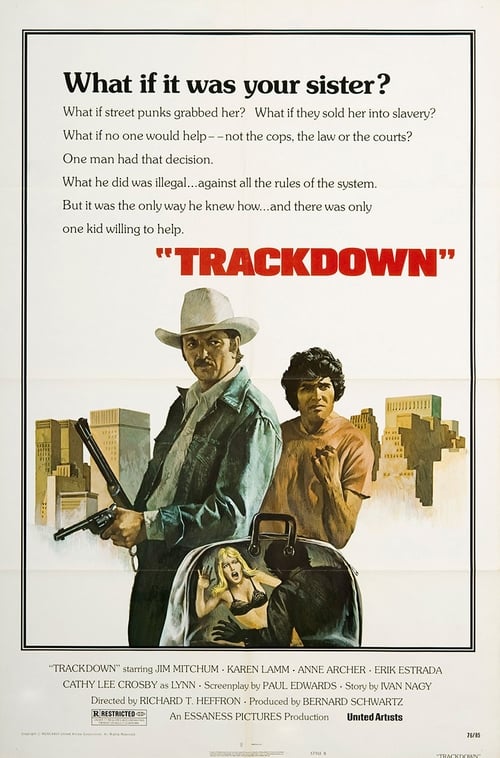 What if it was your sister?
What if street punks grabbed her? What if they sold her into slavery?
What if no one would help--not the cops, the law or the courts?
One man had that decision.
What he did was illegal...against all the rules of the system.
But it was the only way he knew how...and there was only
one kid willing to help.
"TRACKDOWN"
"TRACKDOWN" starring JIM MITCHUM · KAREN LAMM · ANNE ARCHER · ERIK ESTRADA
CATHY LEE CROSBY as LYNN · Screenplay by PAUL EDWARDS · Story by IVAN NAGY
Directed by RICHARD T. HEFFRON · Produced by BERNARD SCHWARTZ
R RESTRICTED
An ESSANESS PICTURES Production
United Artists
76/85
"TRACKDOWN"